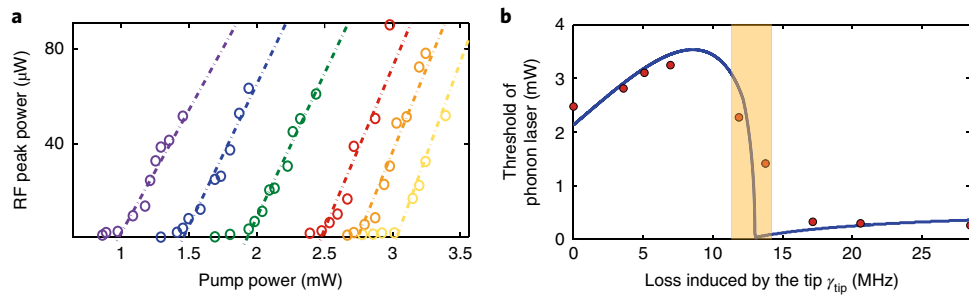 a
RF peak power (μW)
80
40
1 1.5 2 2.5 3 3.5
Pump power (mW)
b
Threshold of
phonon laser (mW)
4
3
2
1
0
0 5 10 15 20 25
Loss induced by the tip γtip (MHz)